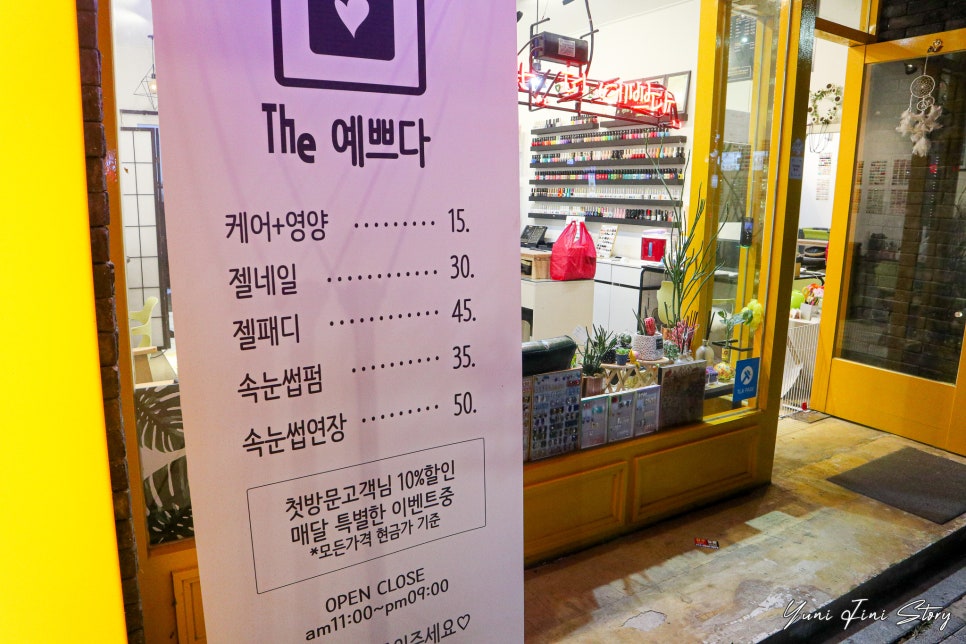 The 예쁘다
케어+영양 ········· 15.
젤네일 ··········· 30.
젤패디 ··········· 45.
속눈썹펌 ········· 35.
속눈썹연장 ········ 50.
첫방문고객님 10%할인
매달 특별한 이벤트중
*모든가격 현금가 기준
OPEN CLOSE
am11:00~pm09:00
Yuni Jini Story